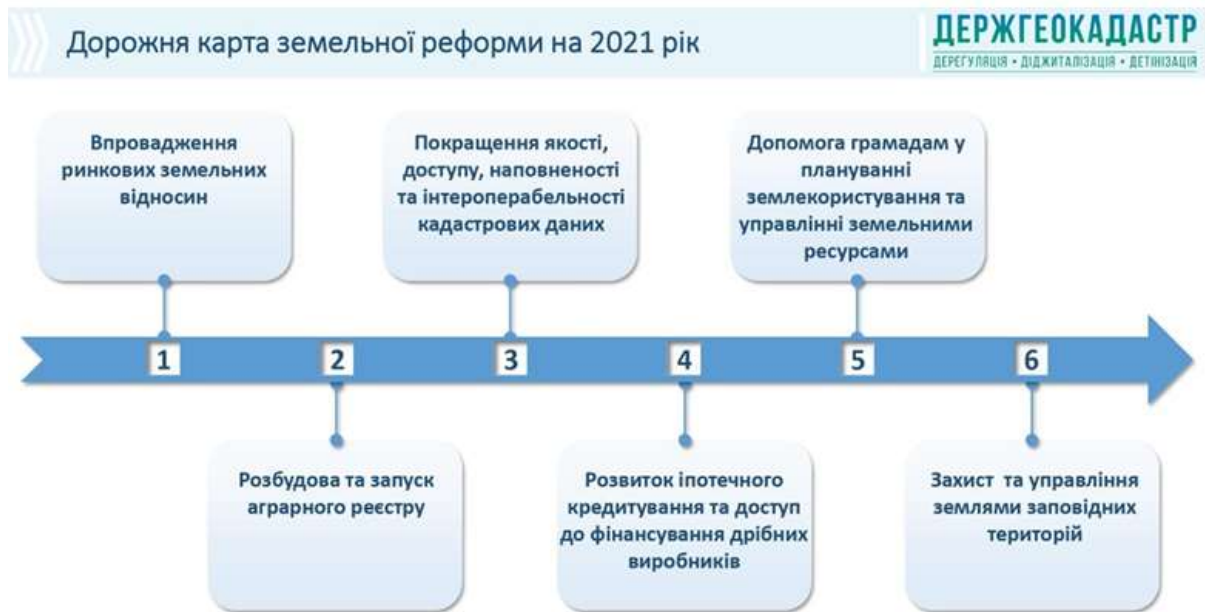 Дорожня карта земельної реформи на 2021 рік
ДЕРЖГЕОКАДАСТР
ДЕРЕГУЛЯЦІЯ • ДІДЖИТАЛІЗАЦІЯ • ДЕТІНІЗАЦІЯ
Впровадження
ринкових земельних
відносин
Покращення якості,
доступу, наповненості
та інтероперабельності
кадастрових даних
Допомога грамадам у
плануванні
землекористування та
управлінні земельними
ресурсами
1
2
3
4
5
6
Розбудова та запуск
аграрного реєстру
Розвиток іпотечного
кредитування та доступ
до фінансування дрібних
виробників
Захист та управління
землями заповідних
територій